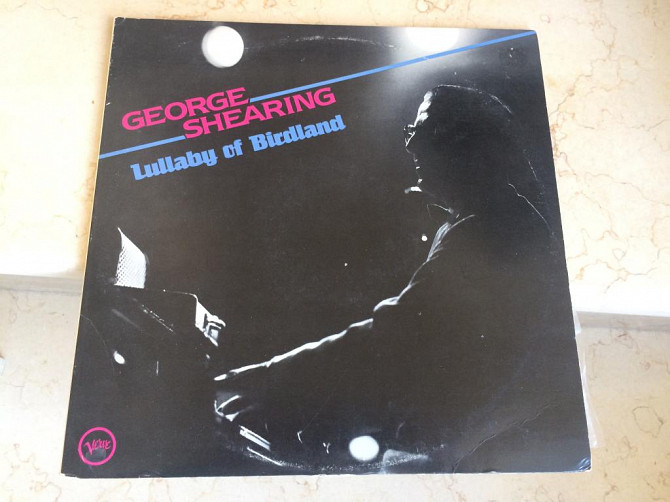 GEORGE
SHEARING
Lullaby of Birdland
Verve